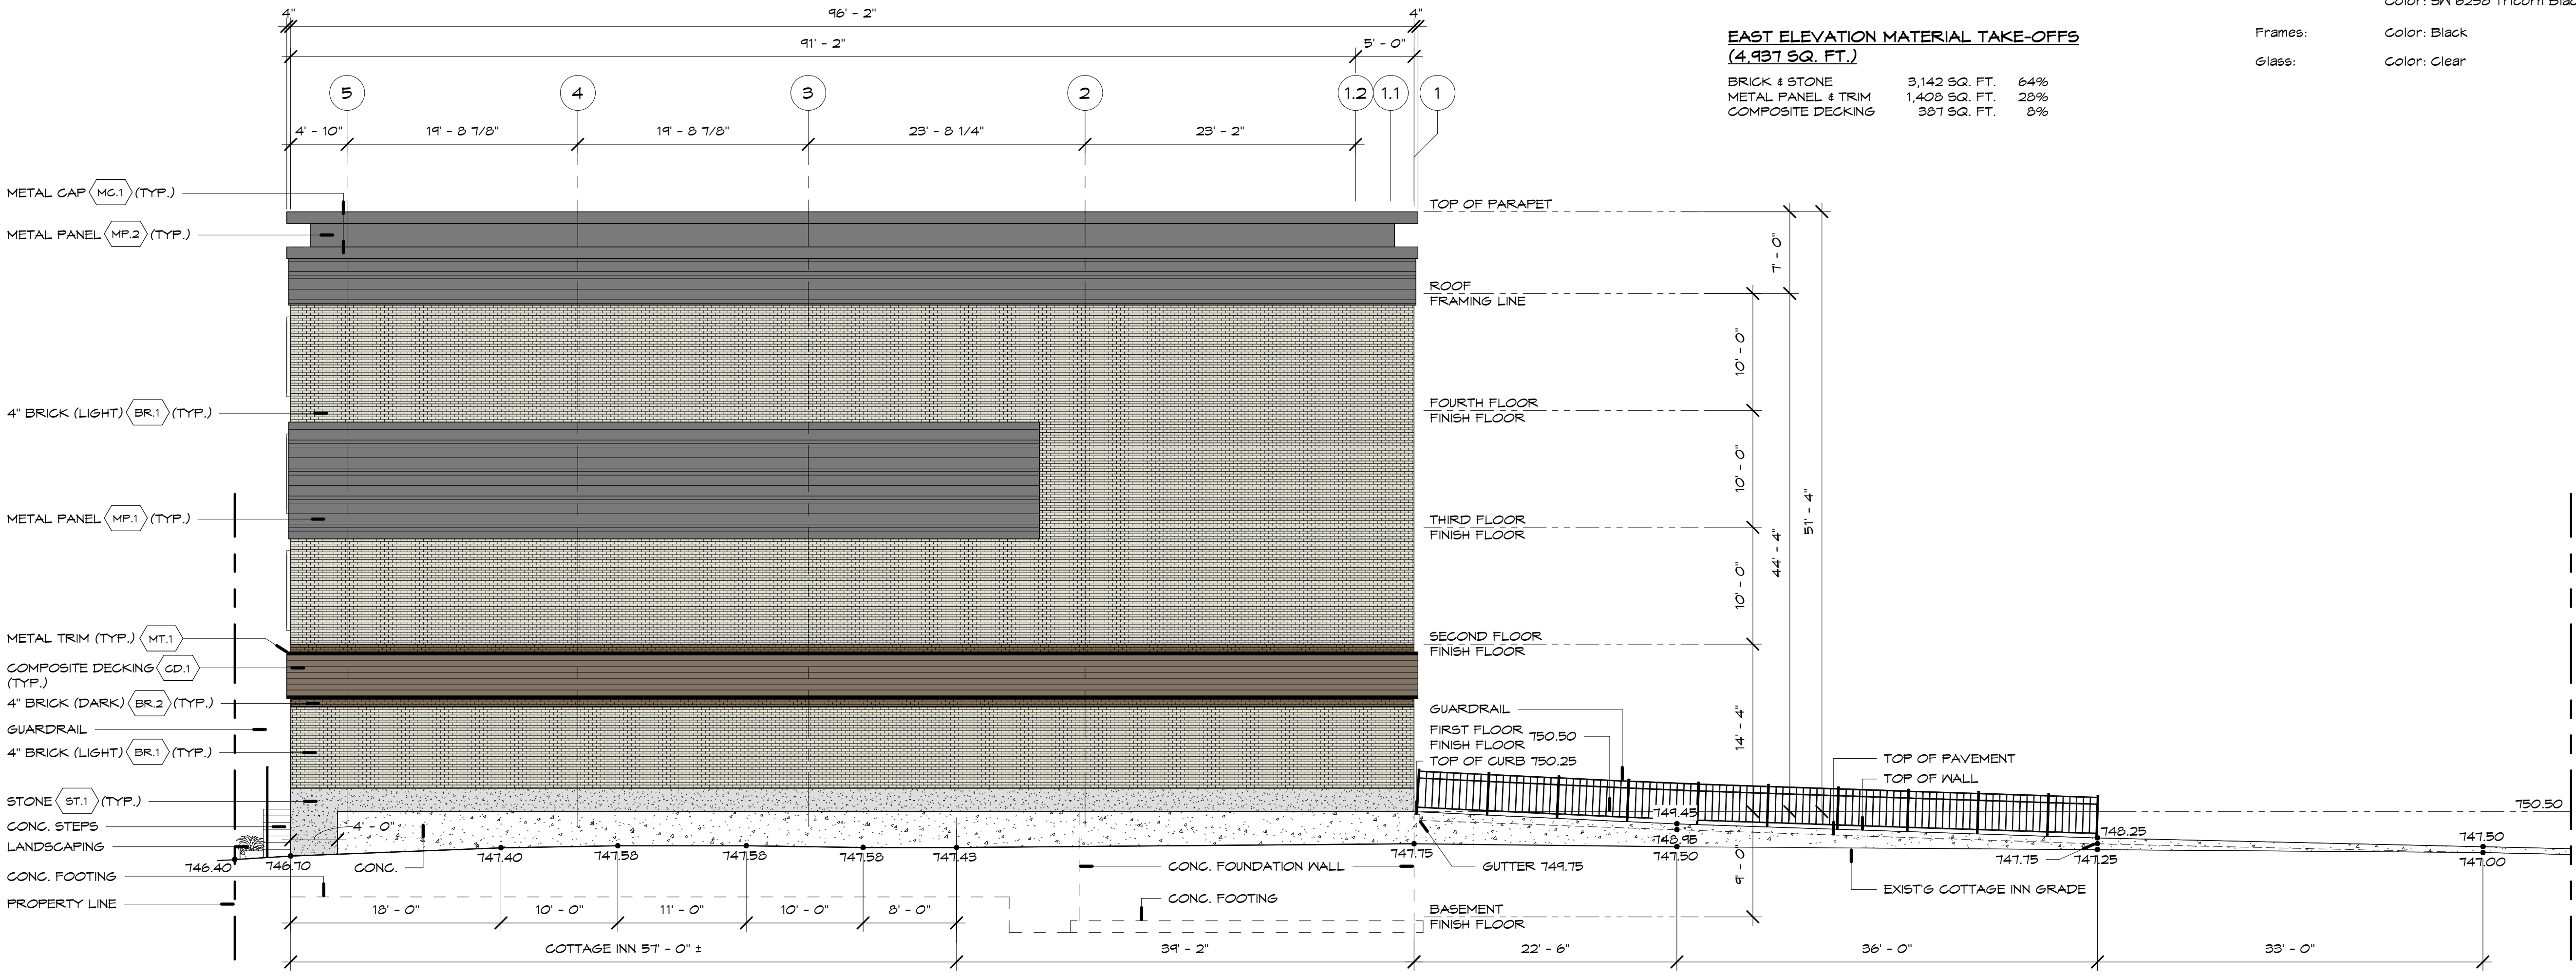 4" 96' - 2" 4"
91' - 2" 5' - 0"
5 4 3 2 1.2 1.1 1
4' - 10" 19' - 8 7/8" 19' - 8 7/8" 23' - 8 1/4" 23' - 2"
EAST ELEVATION MATERIAL TAKE-OFFS
(4,937 SQ. FT.)
BRICK & STONE 3,142 SQ. FT. 64%
METAL PANEL & TRIM 1,408 SQ. FT. 28%
COMPOSITE DECKING 387 SQ. FT. 8%
Frames: Color: Black
Glass: Color: Clear
METAL CAP MC.1 (TYP.)
METAL PANEL MP.2 (TYP.)
4" BRICK (LIGHT) BR.1 (TYP.)
METAL PANEL MP.1 (TYP.)
METAL TRIM (TYP.) MT.1
COMPOSITE DECKING CD.1
(TYP.)
4" BRICK (DARK) BR.2 (TYP.)
GUARDRAIL
4" BRICK (LIGHT) BR.1 (TYP.)
STONE ST.1 (TYP.)
CONC. STEPS
LANDSCAPING
CONC. FOOTING
PROPERTY LINE
TOP OF PARAPET
ROOF
FRAMING LINE
FOURTH FLOOR
FINISH FLOOR
THIRD FLOOR
FINISH FLOOR
SECOND FLOOR
FINISH FLOOR
GUARDRAIL
FIRST FLOOR 750.50
FINISH FLOOR
TOP OF CURB 750.25
7' - 0"
10' - 0"
10' - 0"
10' - 0"
14' - 4"
9' - 0"
44' - 4"
51' - 4"
TOP OF PAVEMENT
TOP OF WALL
750.50
4' - 0"
CONC.
746.40 746.70 747.40 747.58 747.58 747.58 747.43 747.75
749.45
748.95
747.50
748.25
747.75 747.25
747.50
747.00
CONC. FOUNDATION WALL
GUTTER 749.75
EXIST'G COTTAGE INN GRADE
CONC. FOOTING
BASEMENT
FINISH FLOOR
18' - 0" 10' - 0" 11' - 0" 10' - 0" 8' - 0"
COTTAGE INN 57' - 0" ± 39' - 2" 22' - 6" 36' - 0" 33' - 0"